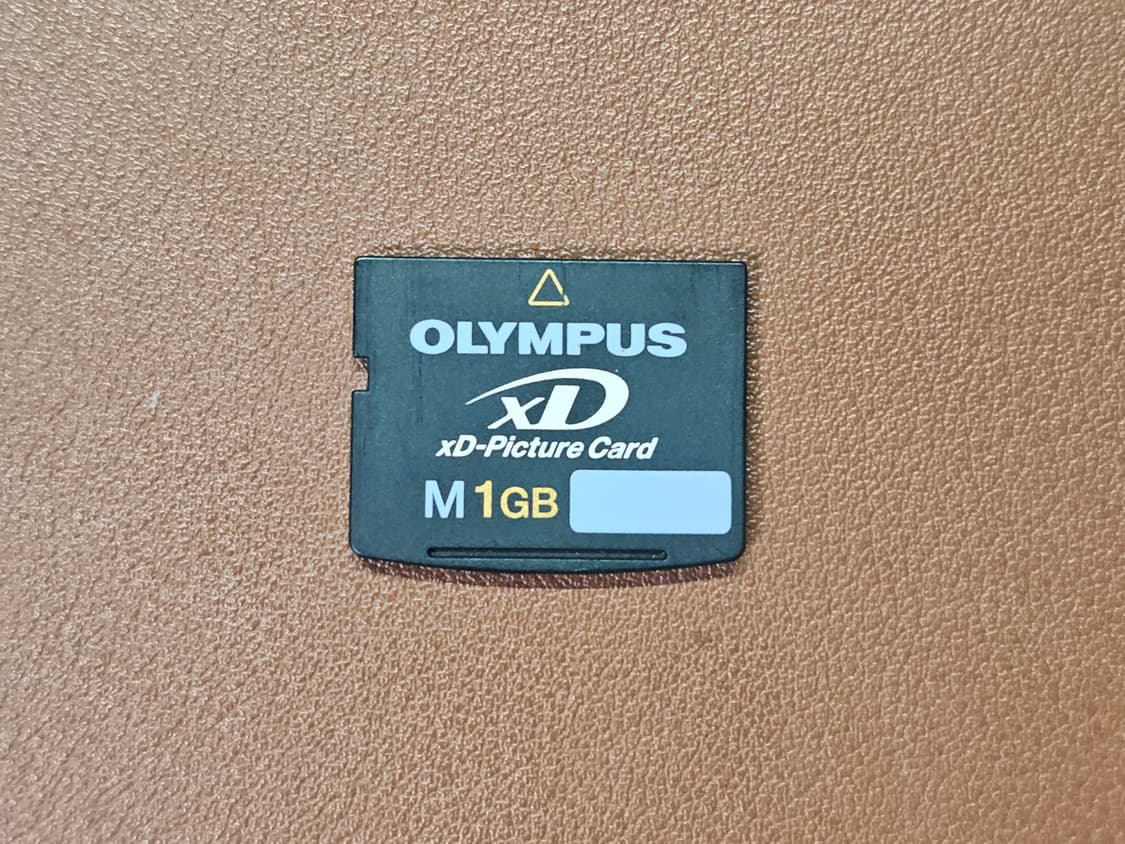 OLYMPUS
xD
xD-Picture Card
M 1GB